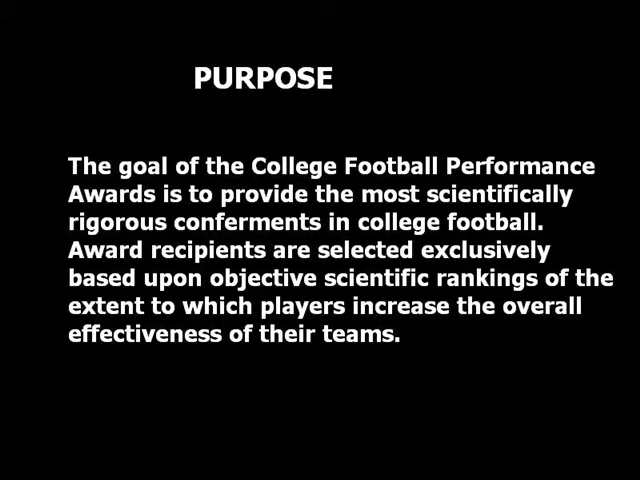 PURPOSE
The goal of the College Football Performance
Awards is to provide the most scientifically
rigorous conferments in college football.
Award recipients are selected exclusively
based upon objective scientific rankings of the
extent to which players increase the overall
effectiveness of their teams.